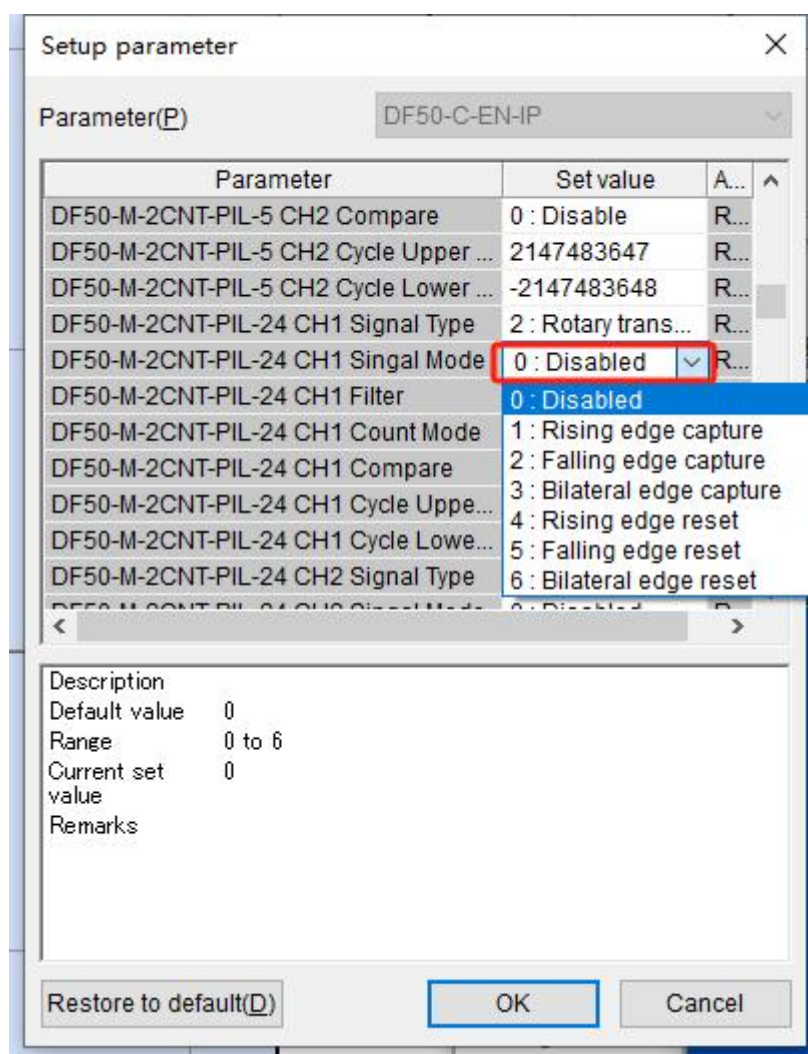 Setup parameter
Parameter(P) DF50-C-EN-IP
Parameter Set value A...
DF50-M-2CNT-PIL-5 CH2 Compare 0 : Disable R...
DF50-M-2CNT-PIL-5 CH2 Cycle Upper ... 2147483647 R...
DF50-M-2CNT-PIL-5 CH2 Cycle Lower ... -2147483648 R...
DF50-M-2CNT-PIL-24 CH1 Signal Type 2 : Rotary trans... R...
DF50-M-2CNT-PIL-24 CH1 Singal Mode 0 : Disabled R...
DF50-M-2CNT-PIL-24 CH1 Filter 0 : Disabled
DF50-M-2CNT-PIL-24 CH1 Count Mode 1 : Rising edge capture
DF50-M-2CNT-PIL-24 CH1 Compare 2 : Falling edge capture
3 : Bilateral edge capture
DF50-M-2CNT-PIL-24 CH1 Cycle Uppe... 4 : Rising edge reset
DF50-M-2CNT-PIL-24 CH1 Cycle Lowe... 5 : Falling edge reset
DF50-M-2CNT-PIL-24 CH2 Signal Type 6 : Bilateral edge reset
Description
Default value 0
Range 0 to 6
Current set 0
value
Remarks
Restore to default(D) OK Cancel